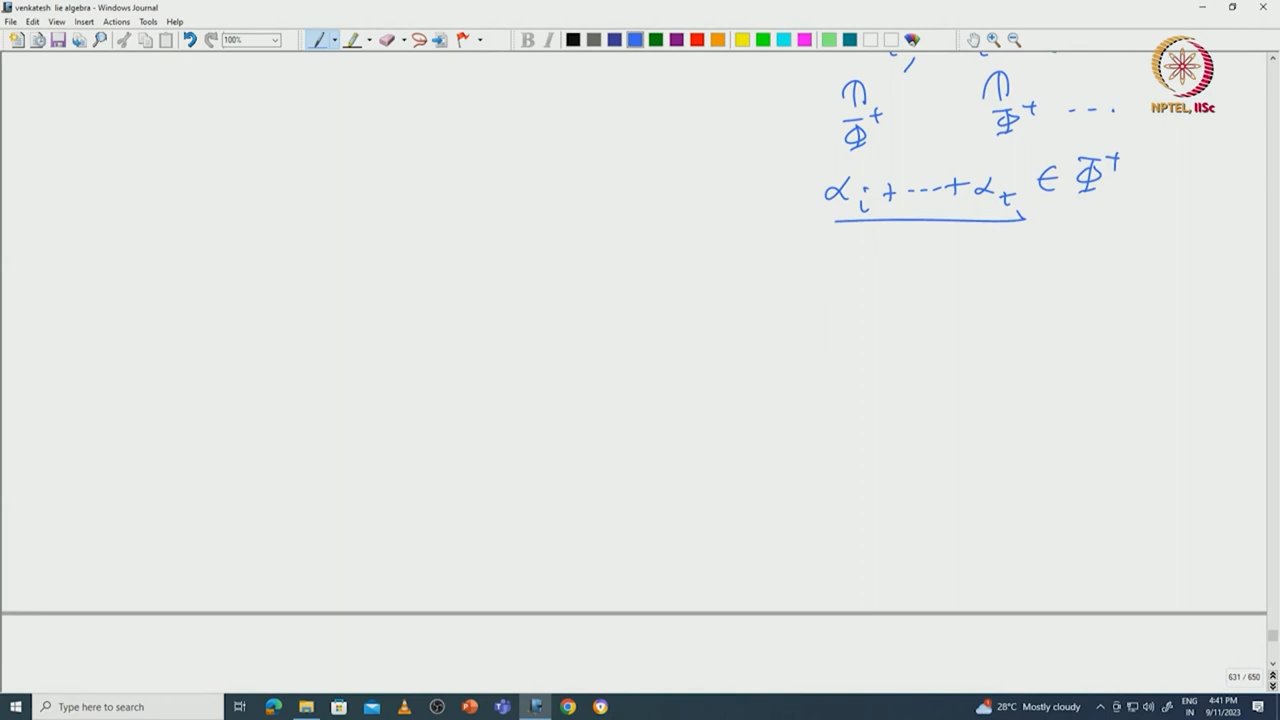 venkatesh lie algebra - Windows Journal
File Edit View Insert Actions Tools Help
100%
B I
NPTEL, IISc
Φ⁺ Φ⁺ ....
αᵢ + --- + αₜ ∈ Φ⁺
631 / 650
Type here to search
28°C Mostly cloudy
ENG
IN
4:41 PM
9/11/2023